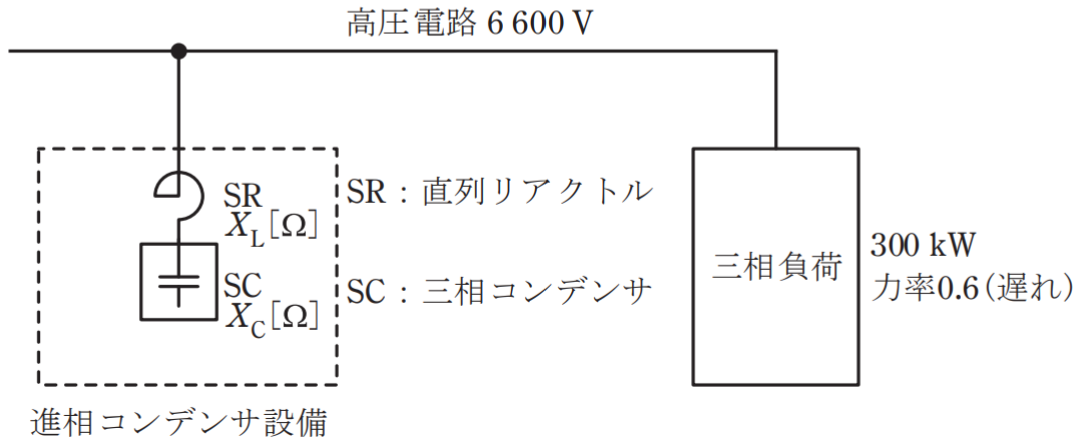 高圧電路 6 600 V
SR
X_L[Ω]
SR：直列リアクトル
SC
X_C[Ω]
SC：三相コンデンサ
三相負荷
300 kW
力率0.6(遅れ)
進相コンデンサ設備